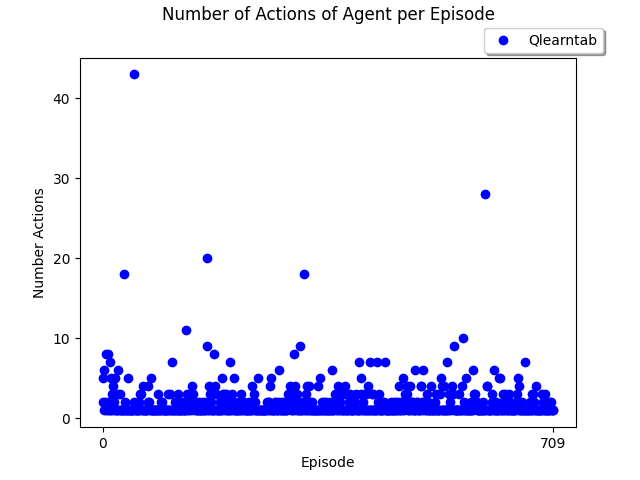 Number of Actions of Agent per Episode
Qlearntab
40
30
20
10
0
Number Actions
0 709
Episode